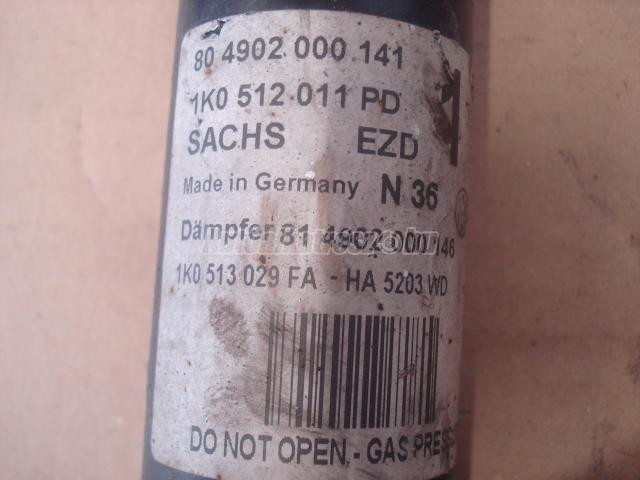 80 4902 000 141
1K0 512 011 PD 1
SACHS EZD
Made in Germany N 36
Dämpfer 81 4902 000 146
1K0 513 029 FA - HA 5203 WD
DO NOT OPEN - GAS